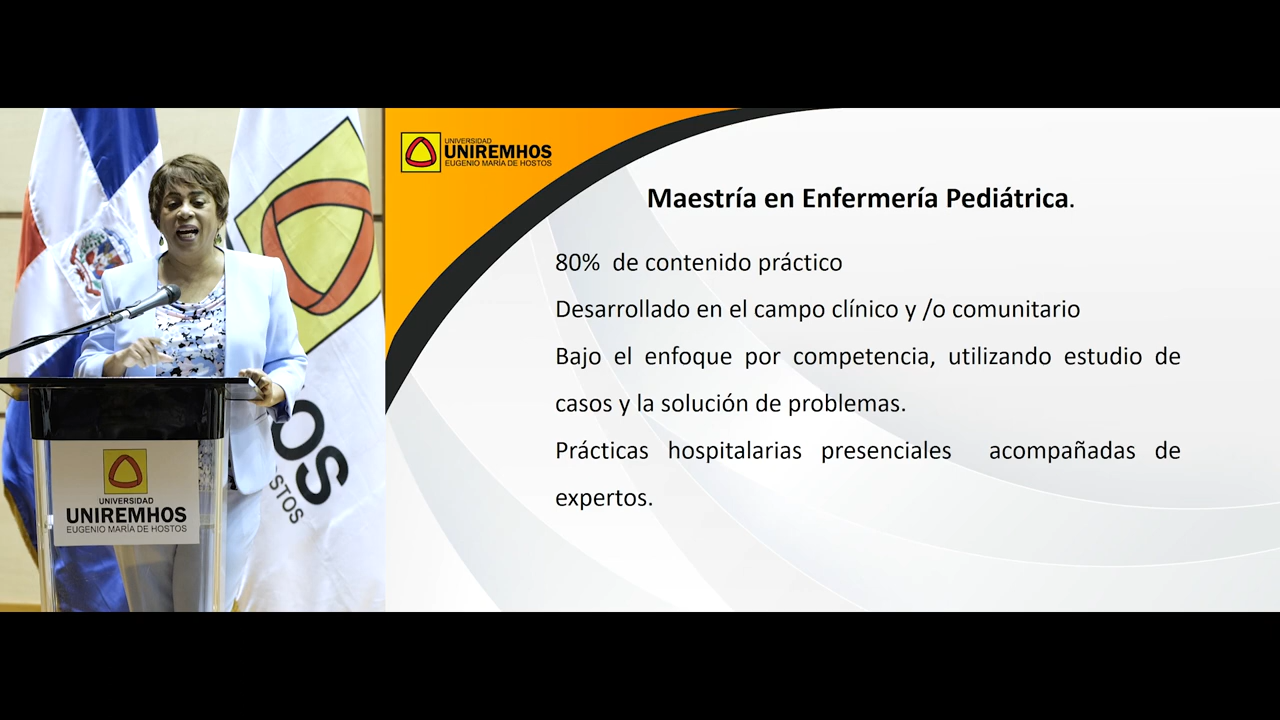 UNIVERSIDAD
UNIREMHOS
EUGENIO MARÍA DE HOSTOS
Maestría en Enfermería Pediátrica.
80% de contenido práctico
Desarrollado en el campo clínico y /o comunitario
Bajo el enfoque por competencia, utilizando estudio de
casos y la solución de problemas.
Prácticas hospitalarias presenciales acompañadas de
expertos.
OS
STOS
UNIVERSIDAD
UNIREMHOS
EUGENIO MARÍA DE HOSTOS